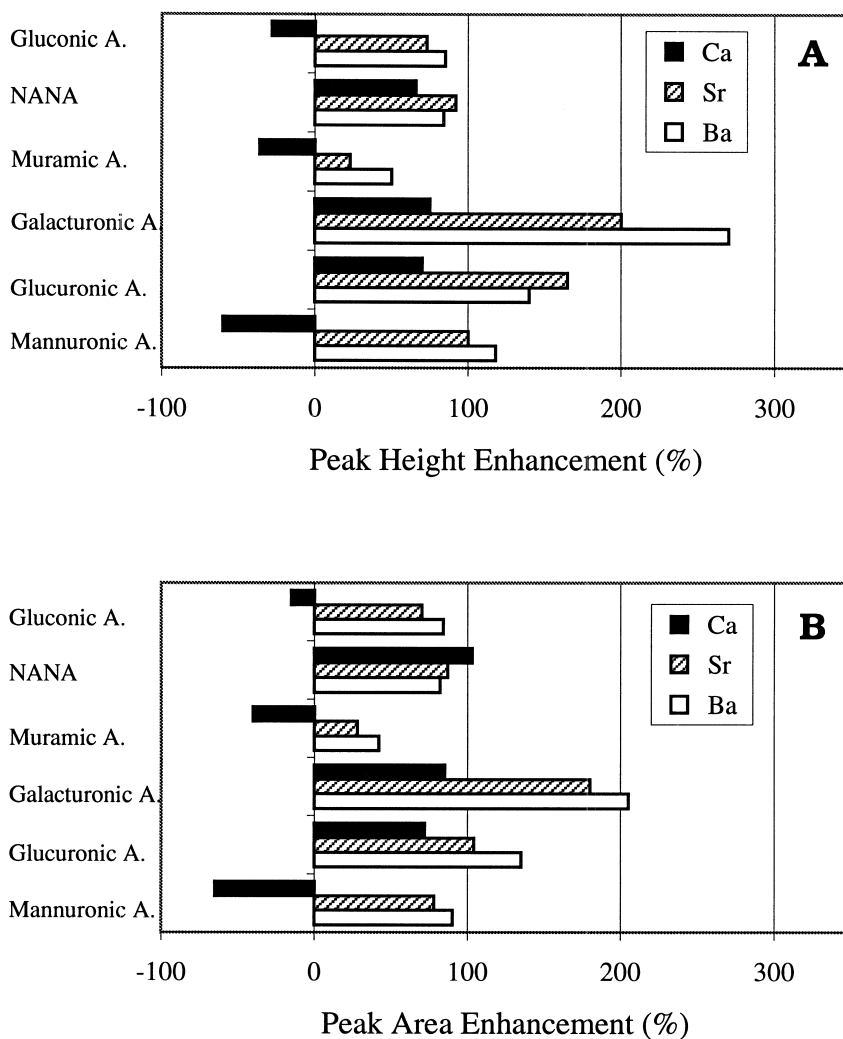 Gluconic A.
NANA
Muramic A.
Galacturonic A.
Glucuronic A.
Mannuronic A.
Ca
Sr
Ba
A
-100 0 100 200 300
Peak Height Enhancement (%)
Gluconic A.
NANA
Muramic A.
Galacturonic A.
Glucuronic A.
Mannuronic A.
Ca
Sr
Ba
B
-100 0 100 200 300
Peak Area Enhancement (%)